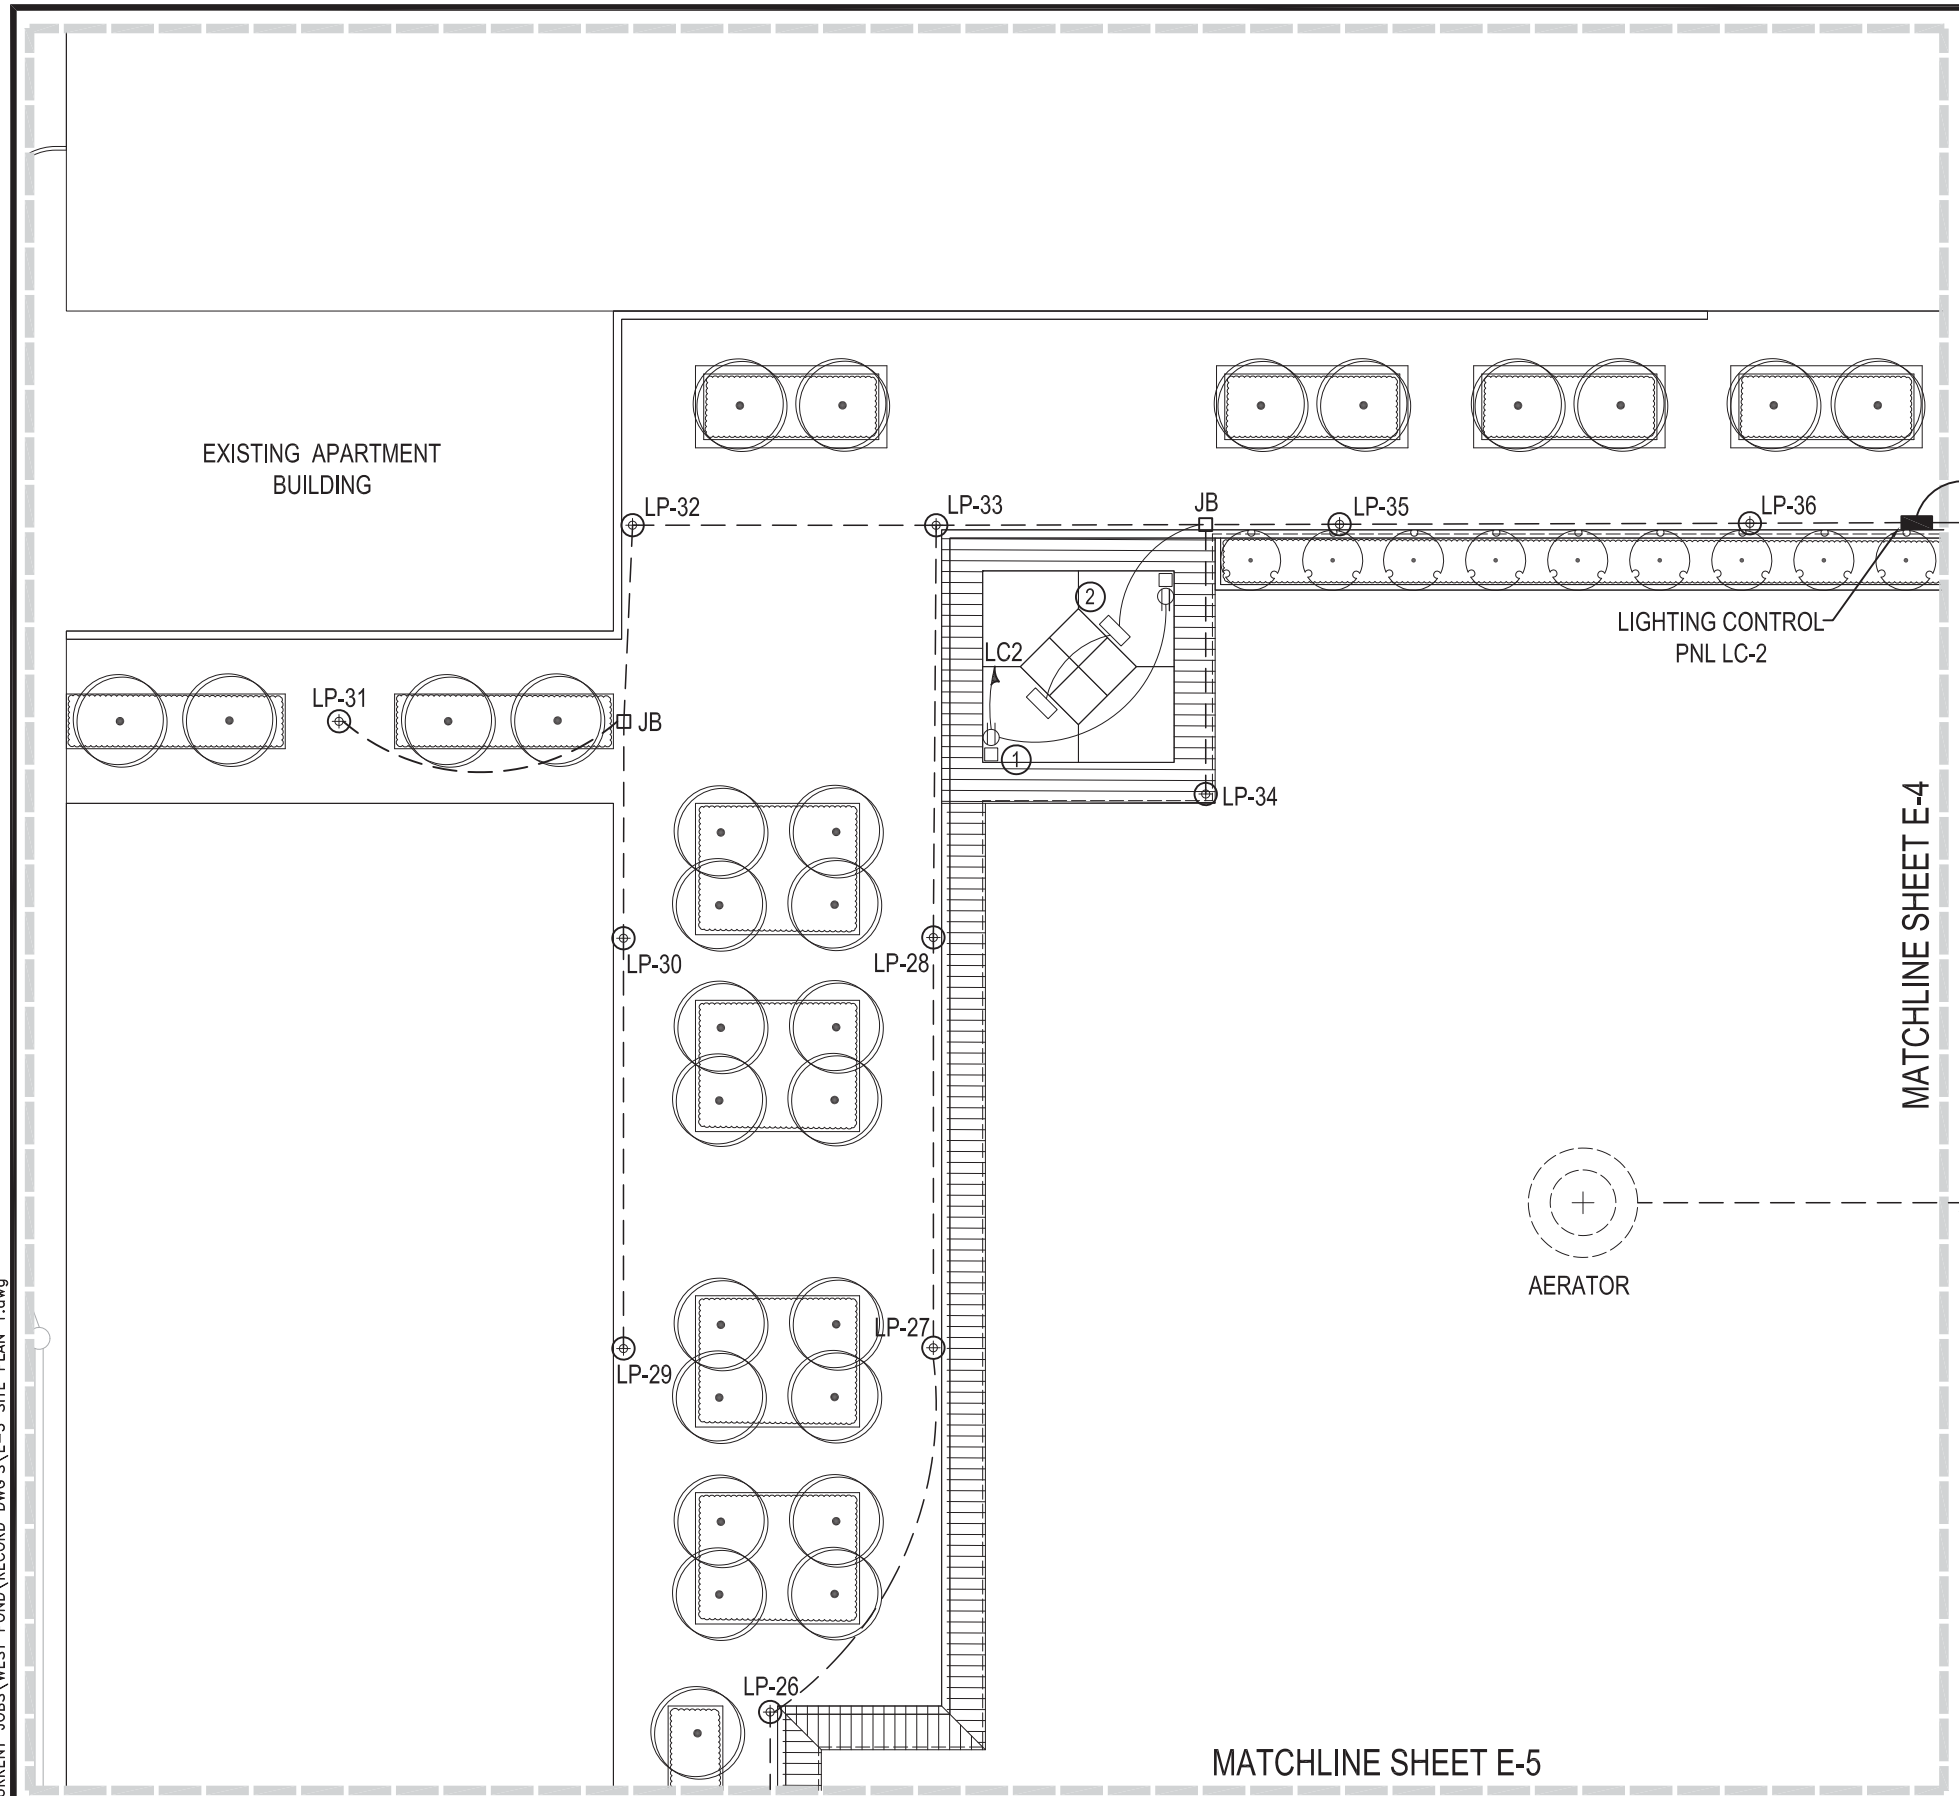 EXISTING APARTMENT
BUILDING
LP-32
LP-33
JB
LP-35
LP-36
2
LC2
LIGHTING CONTROL
PNL LC-2
LP-31
JB
1
LP-34
MATCHLINE SHEET E-4
LP-30
LP-28
AERATOR
LP-27
LP-29
LP-26
MATCHLINE SHEET E-5